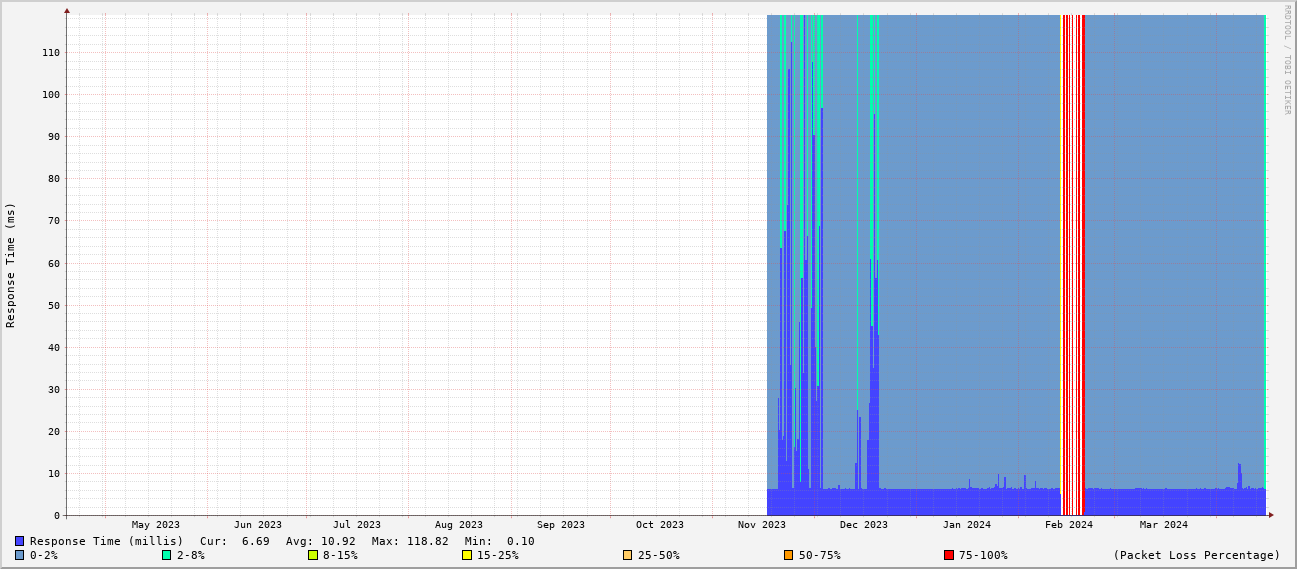 RRDTOOL / TOBI OETIKER
Response Time (ms)
110
100
90
80
70
60
50
40
30
20
10
0
May 2023 Jun 2023 Jul 2023 Aug 2023 Sep 2023 Oct 2023 Nov 2023 Dec 2023 Jan 2024 Feb 2024 Mar 2024
Response Time (millis) Cur: 6.69 Avg: 10.92 Max: 118.82 Min: 0.10
0-2% 2-8% 8-15% 15-25% 25-50% 50-75% 75-100% (Packet Loss Percentage)